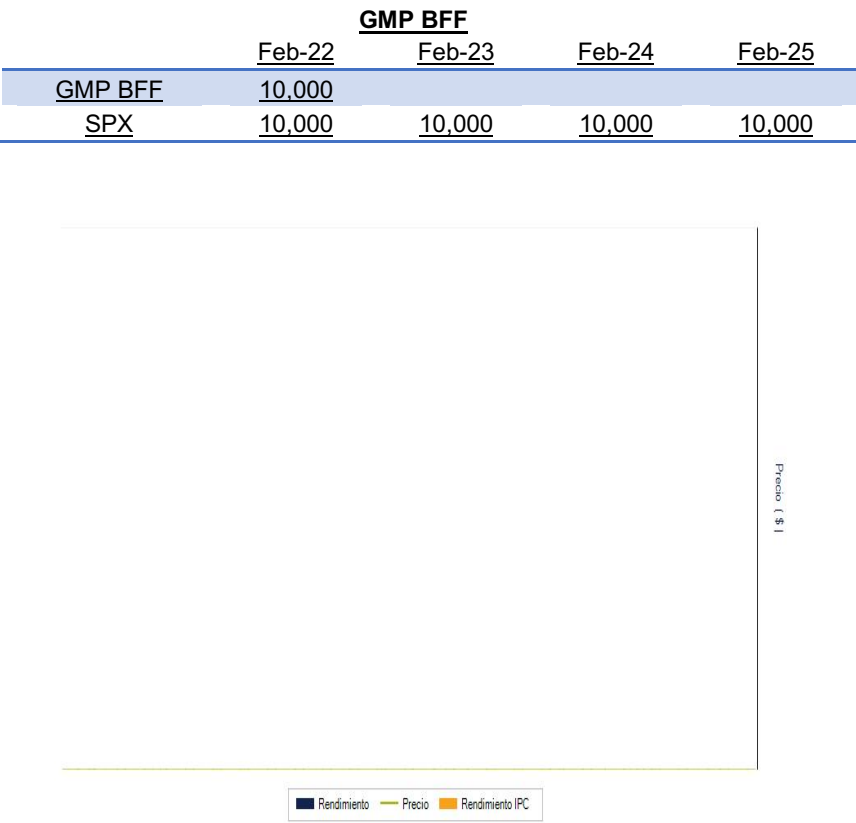 GMP BFF
Feb-22 Feb-23 Feb-24 Feb-25
GMP BFF 10,000
SPX 10,000 10,000 10,000 10,000
Precio ( $ )
Rendimiento Precio Rendimiento IPC